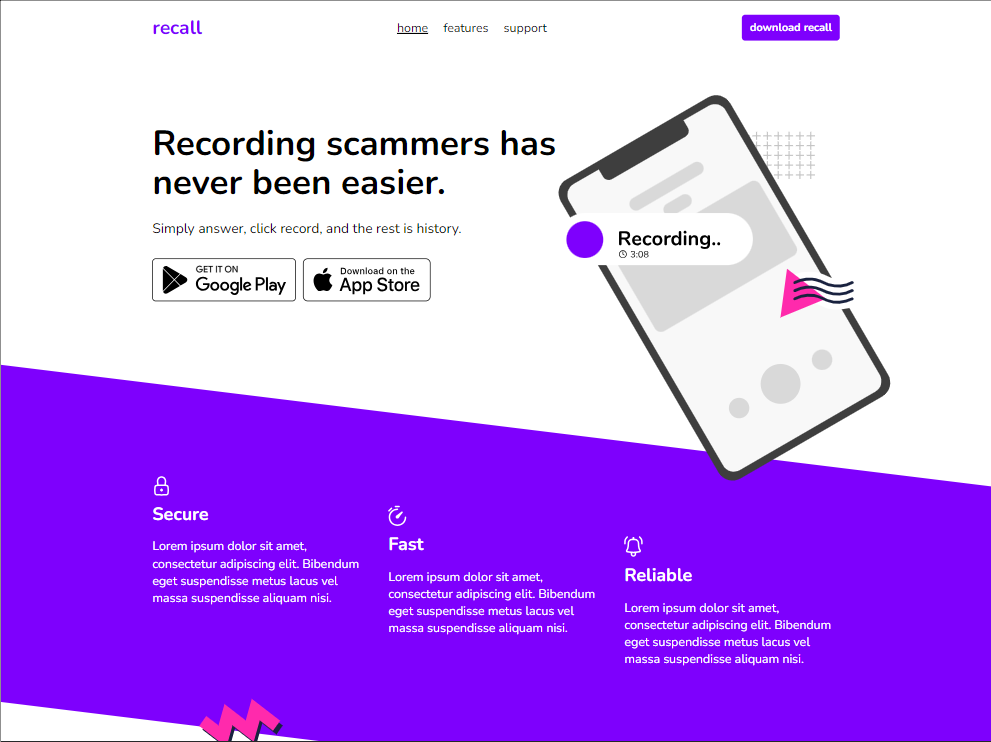 recall
home features support
download recall
Recording scammers has
never been easier.
Simply answer, click record, and the rest is history.
GET IT ON
Google Play
Download on the
App Store
Recording..
3:08
Secure
Lorem ipsum dolor sit amet,
consectetur adipiscing elit. Bibendum
eget suspendisse metus lacus vel
massa suspendisse aliquam nisi.
Fast
Lorem ipsum dolor sit amet,
consectetur adipiscing elit. Bibendum
eget suspendisse metus lacus vel
massa suspendisse aliquam nisi.
Reliable
Lorem ipsum dolor sit amet,
consectetur adipiscing elit. Bibendum
eget suspendisse metus lacus vel
massa suspendisse aliquam nisi.